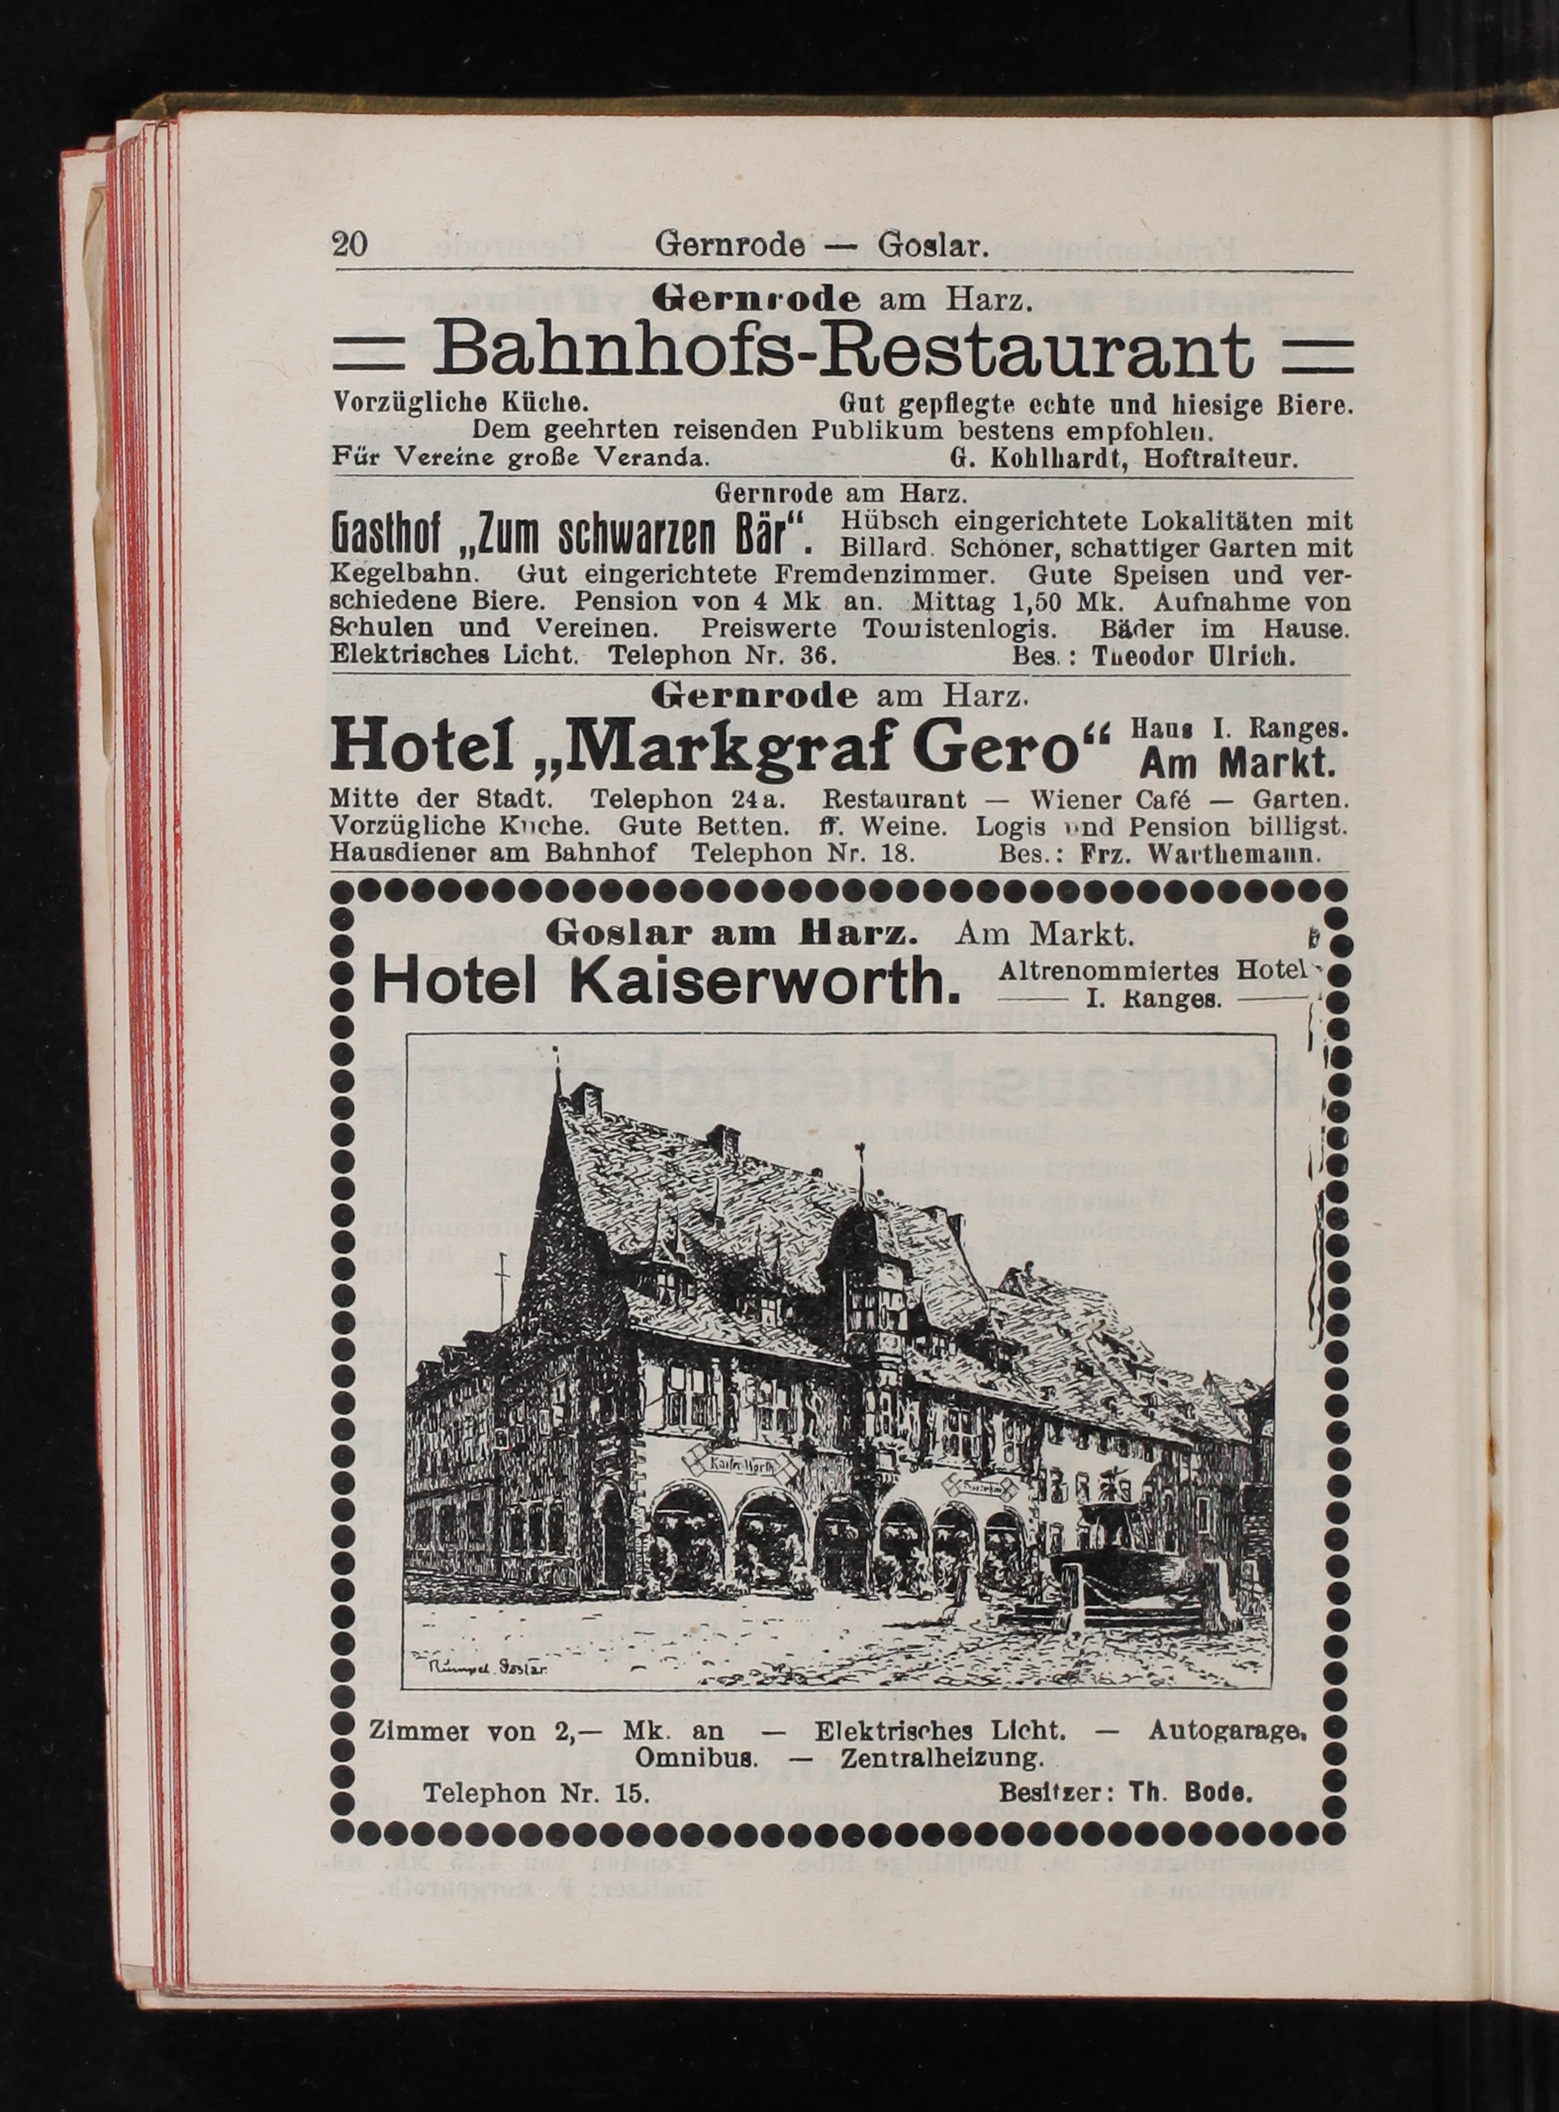 20
Gernrode — Goslar.
Gernrode am Harz.
Bahnhofs-Restaurant
Vorzügliche Küche. Gut gepflegte echte und hiesige Biere.
Dem geehrten reisenden Publikum bestens empfohlen.
Für Vereine große Veranda. G. Kohlhardt, Hoftraiteur.
Gernrode am Harz.
Gasthof „Zum schwarzen Bär“. Hübsch eingerichtete Lokalitäten mit
Billard. Schöner, schattiger Garten mit
Kegelbahn. Gut eingerichtete Fremdenzimmer. Gute Speisen und ver-
schiedene Biere. Pension von 4 Mk an. Mittag 1,50 Mk. Aufnahme von
Schulen und Vereinen. Preiswerte Touristenlogis. Bäder im Hause.
Elektrisches Licht. Telephon Nr. 36. Bes.: Theodor Ulrich.
Gernrode am Harz.
Hotel „Markgraf Gero“ Haus I. Ranges.
Am Markt.
Mitte der Stadt. Telephon 24a. Restaurant — Wiener Café — Garten.
Vorzügliche Küche. Gute Betten. ff. Weine. Logis und Pension billigst.
Hausdiener am Bahnhof Telephon Nr. 18. Bes.: Frz. Warthemann.
Goslar am Harz. Am Markt.
Hotel Kaiserworth. Altrenommiertes Hotel
I. Ranges.
Kaiser-Worth
Rümpel Goslar
Zimmer von 2,— Mk. an — Elektrisches Licht. — Autogarage.
Omnibus. — Zentralheizung.
Telephon Nr. 15. Besitzer: Th. Bode.